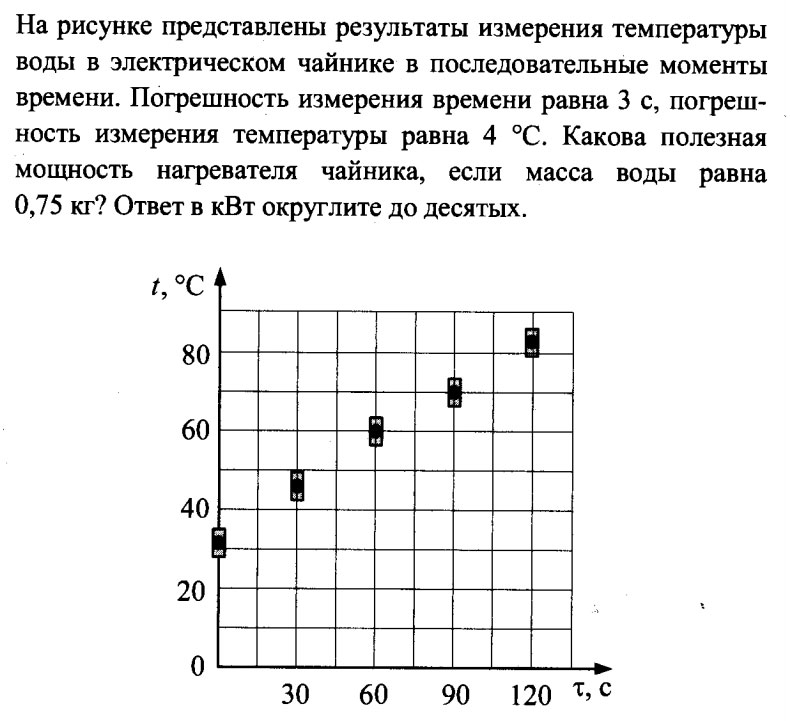 На рисунке представлены результаты измерения температуры
воды в электрическом чайнике в последовательные моменты
времени. Погрешность измерения времени равна 3 с, погреш-
ность измерения температуры равна 4 °С. Какова полезная
мощность нагревателя чайника, если масса воды равна
0,75 кг? Ответ в кВт округлите до десятых.
t, °C
80
60
40
20
0
30 60 90 120 τ, с